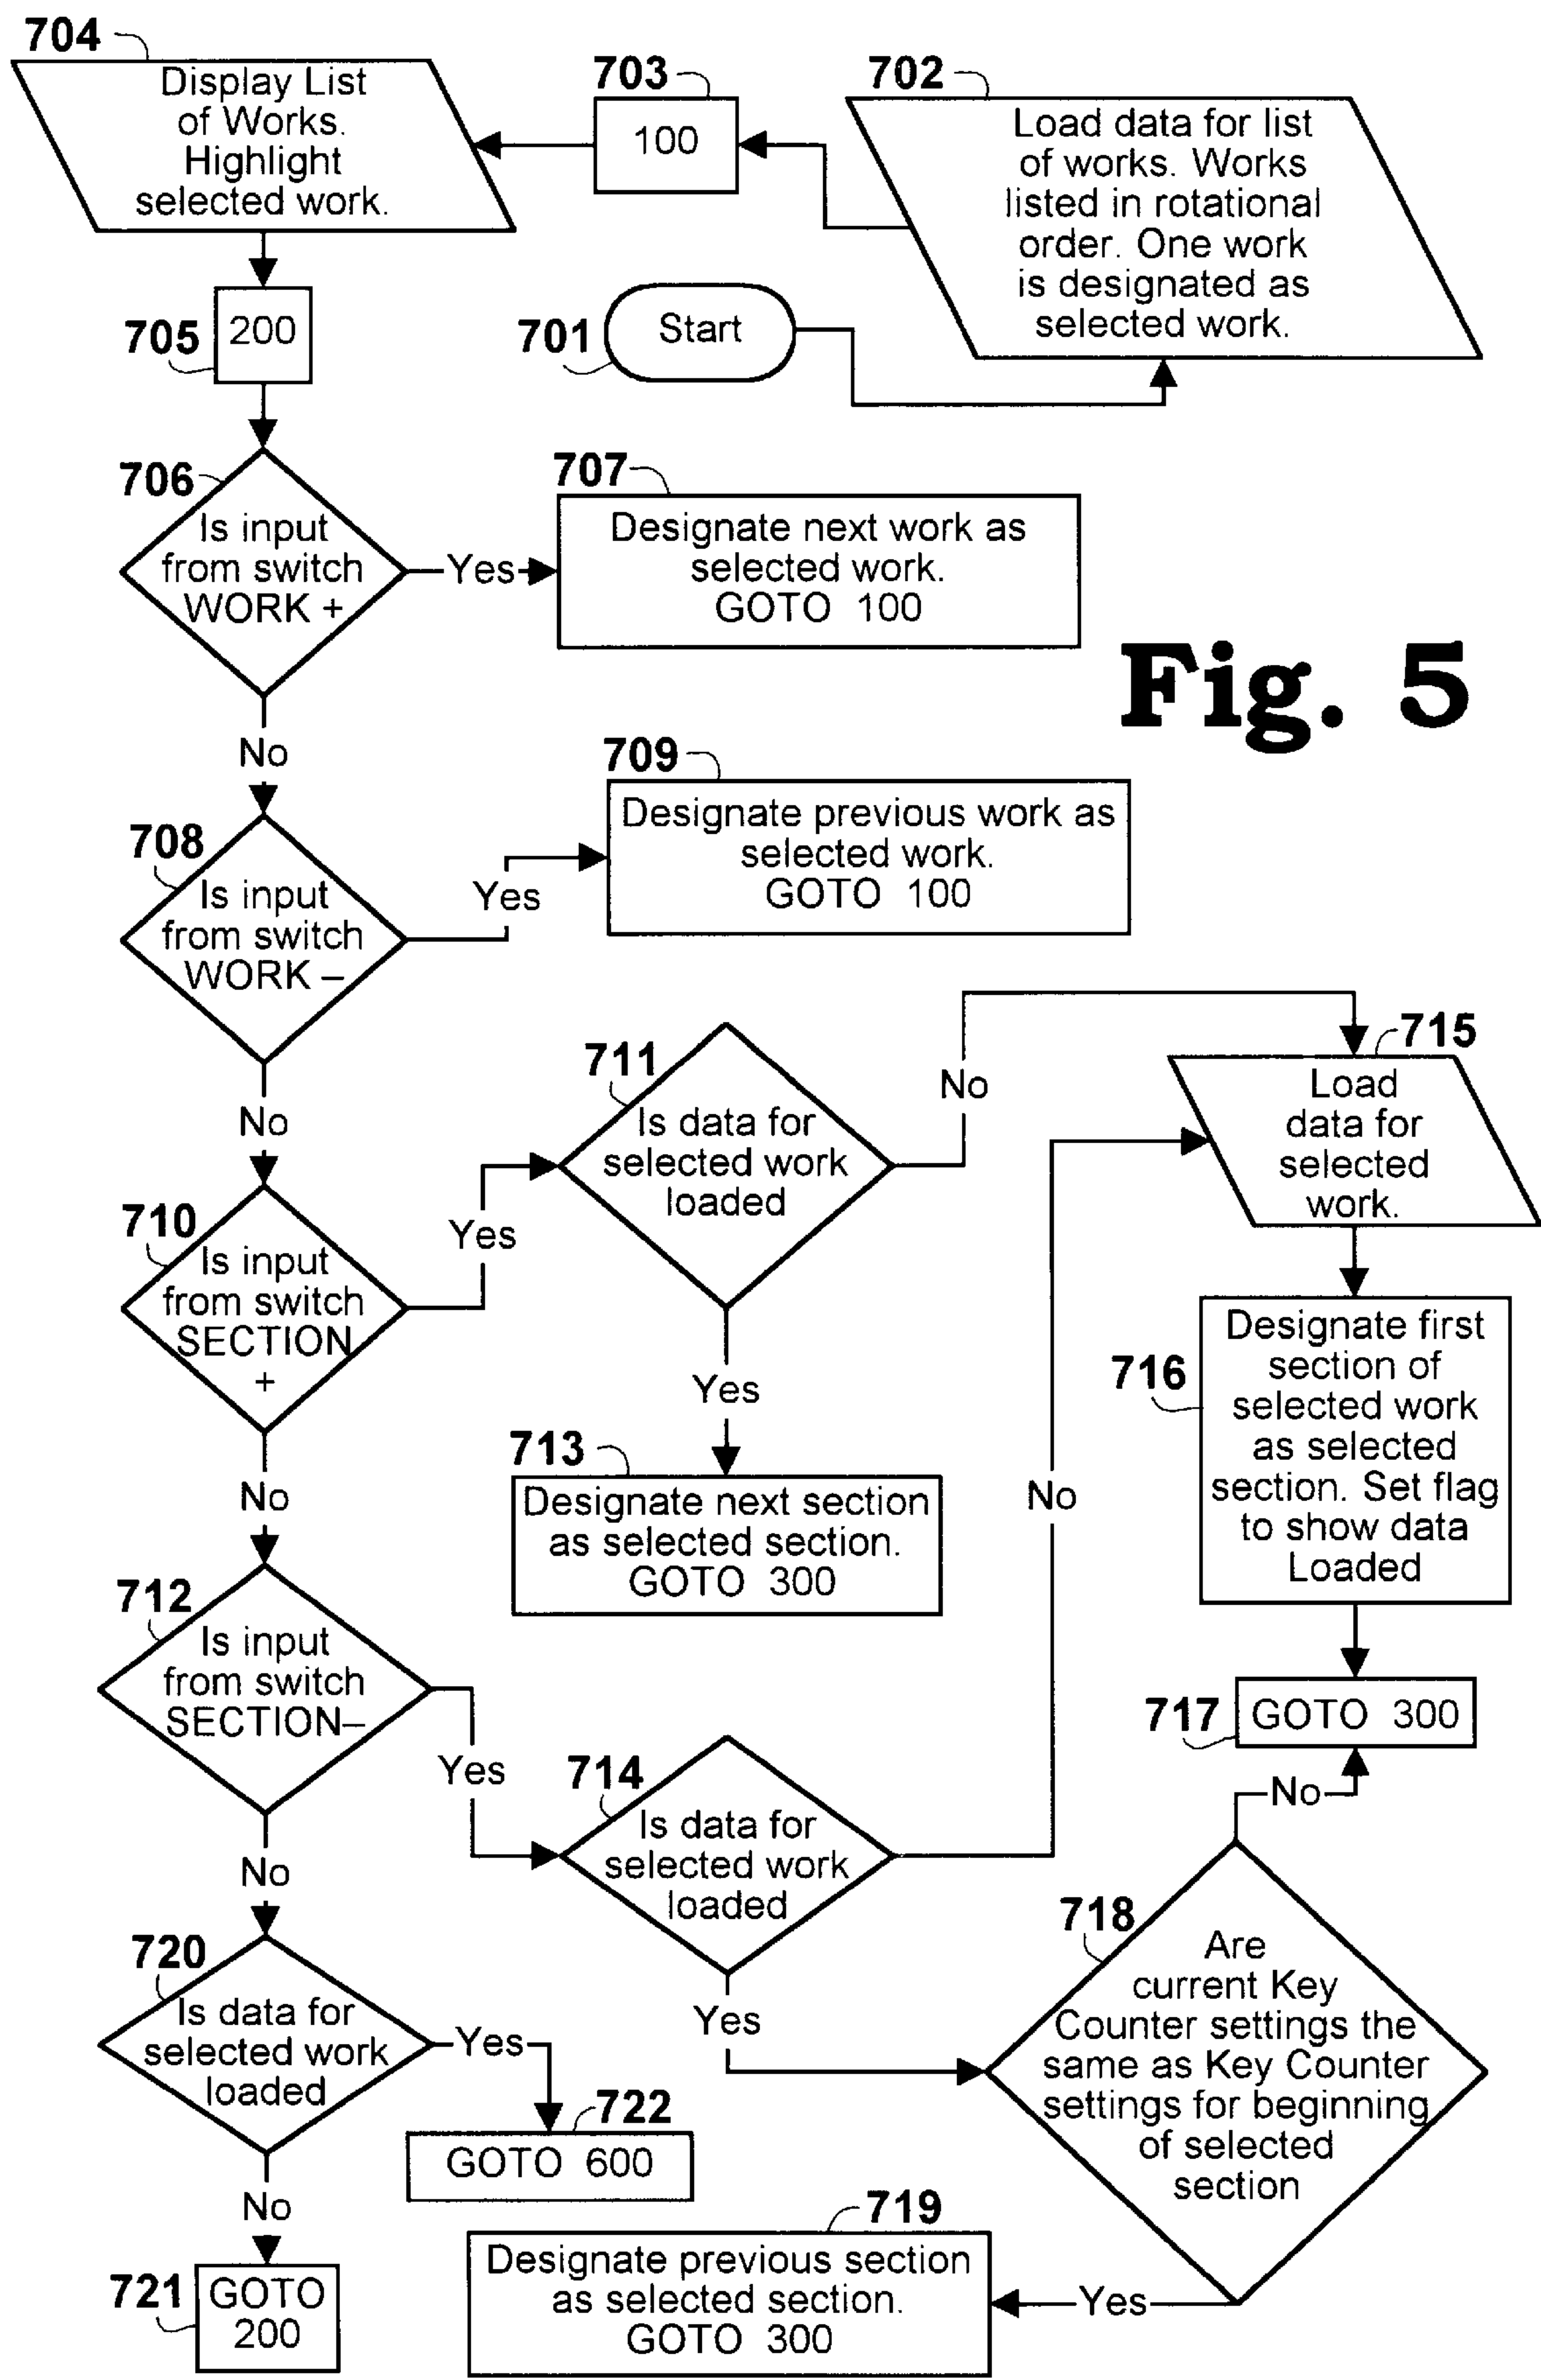 704
Display List
of Works.
Highlight
selected work.
703
100
702
Load data for list
of works. Works
listed in rotational
order. One work
is designated as
selected work.
701
Start
705
200
706
Is input
from switch
WORK +
Yes
707
Designate next work as
selected work.
GOTO 100
Fig. 5
No
708
Is input
from switch
WORK –
Yes
709
Designate previous work as
selected work.
GOTO 100
No
710
Is input
from switch
SECTION
+
Yes
711
Is data for
selected work
loaded
No
715
Load
data for
selected
work.
Yes
713
Designate next section
as selected section.
GOTO 300
716
Designate first
section of
selected work
as selected
section. Set flag
to show data
Loaded
No
712
Is input
from switch
SECTION–
Yes
714
Is data for
selected work
loaded
No
717
GOTO 300
No
718
Are
current Key
Counter settings the
same as Key Counter
settings for beginning
of selected
section
Yes
No
720
Is data for
selected work
loaded
Yes
722
GOTO 600
No
721
GOTO
200
719
Designate previous section
as selected section.
GOTO 300
Yes